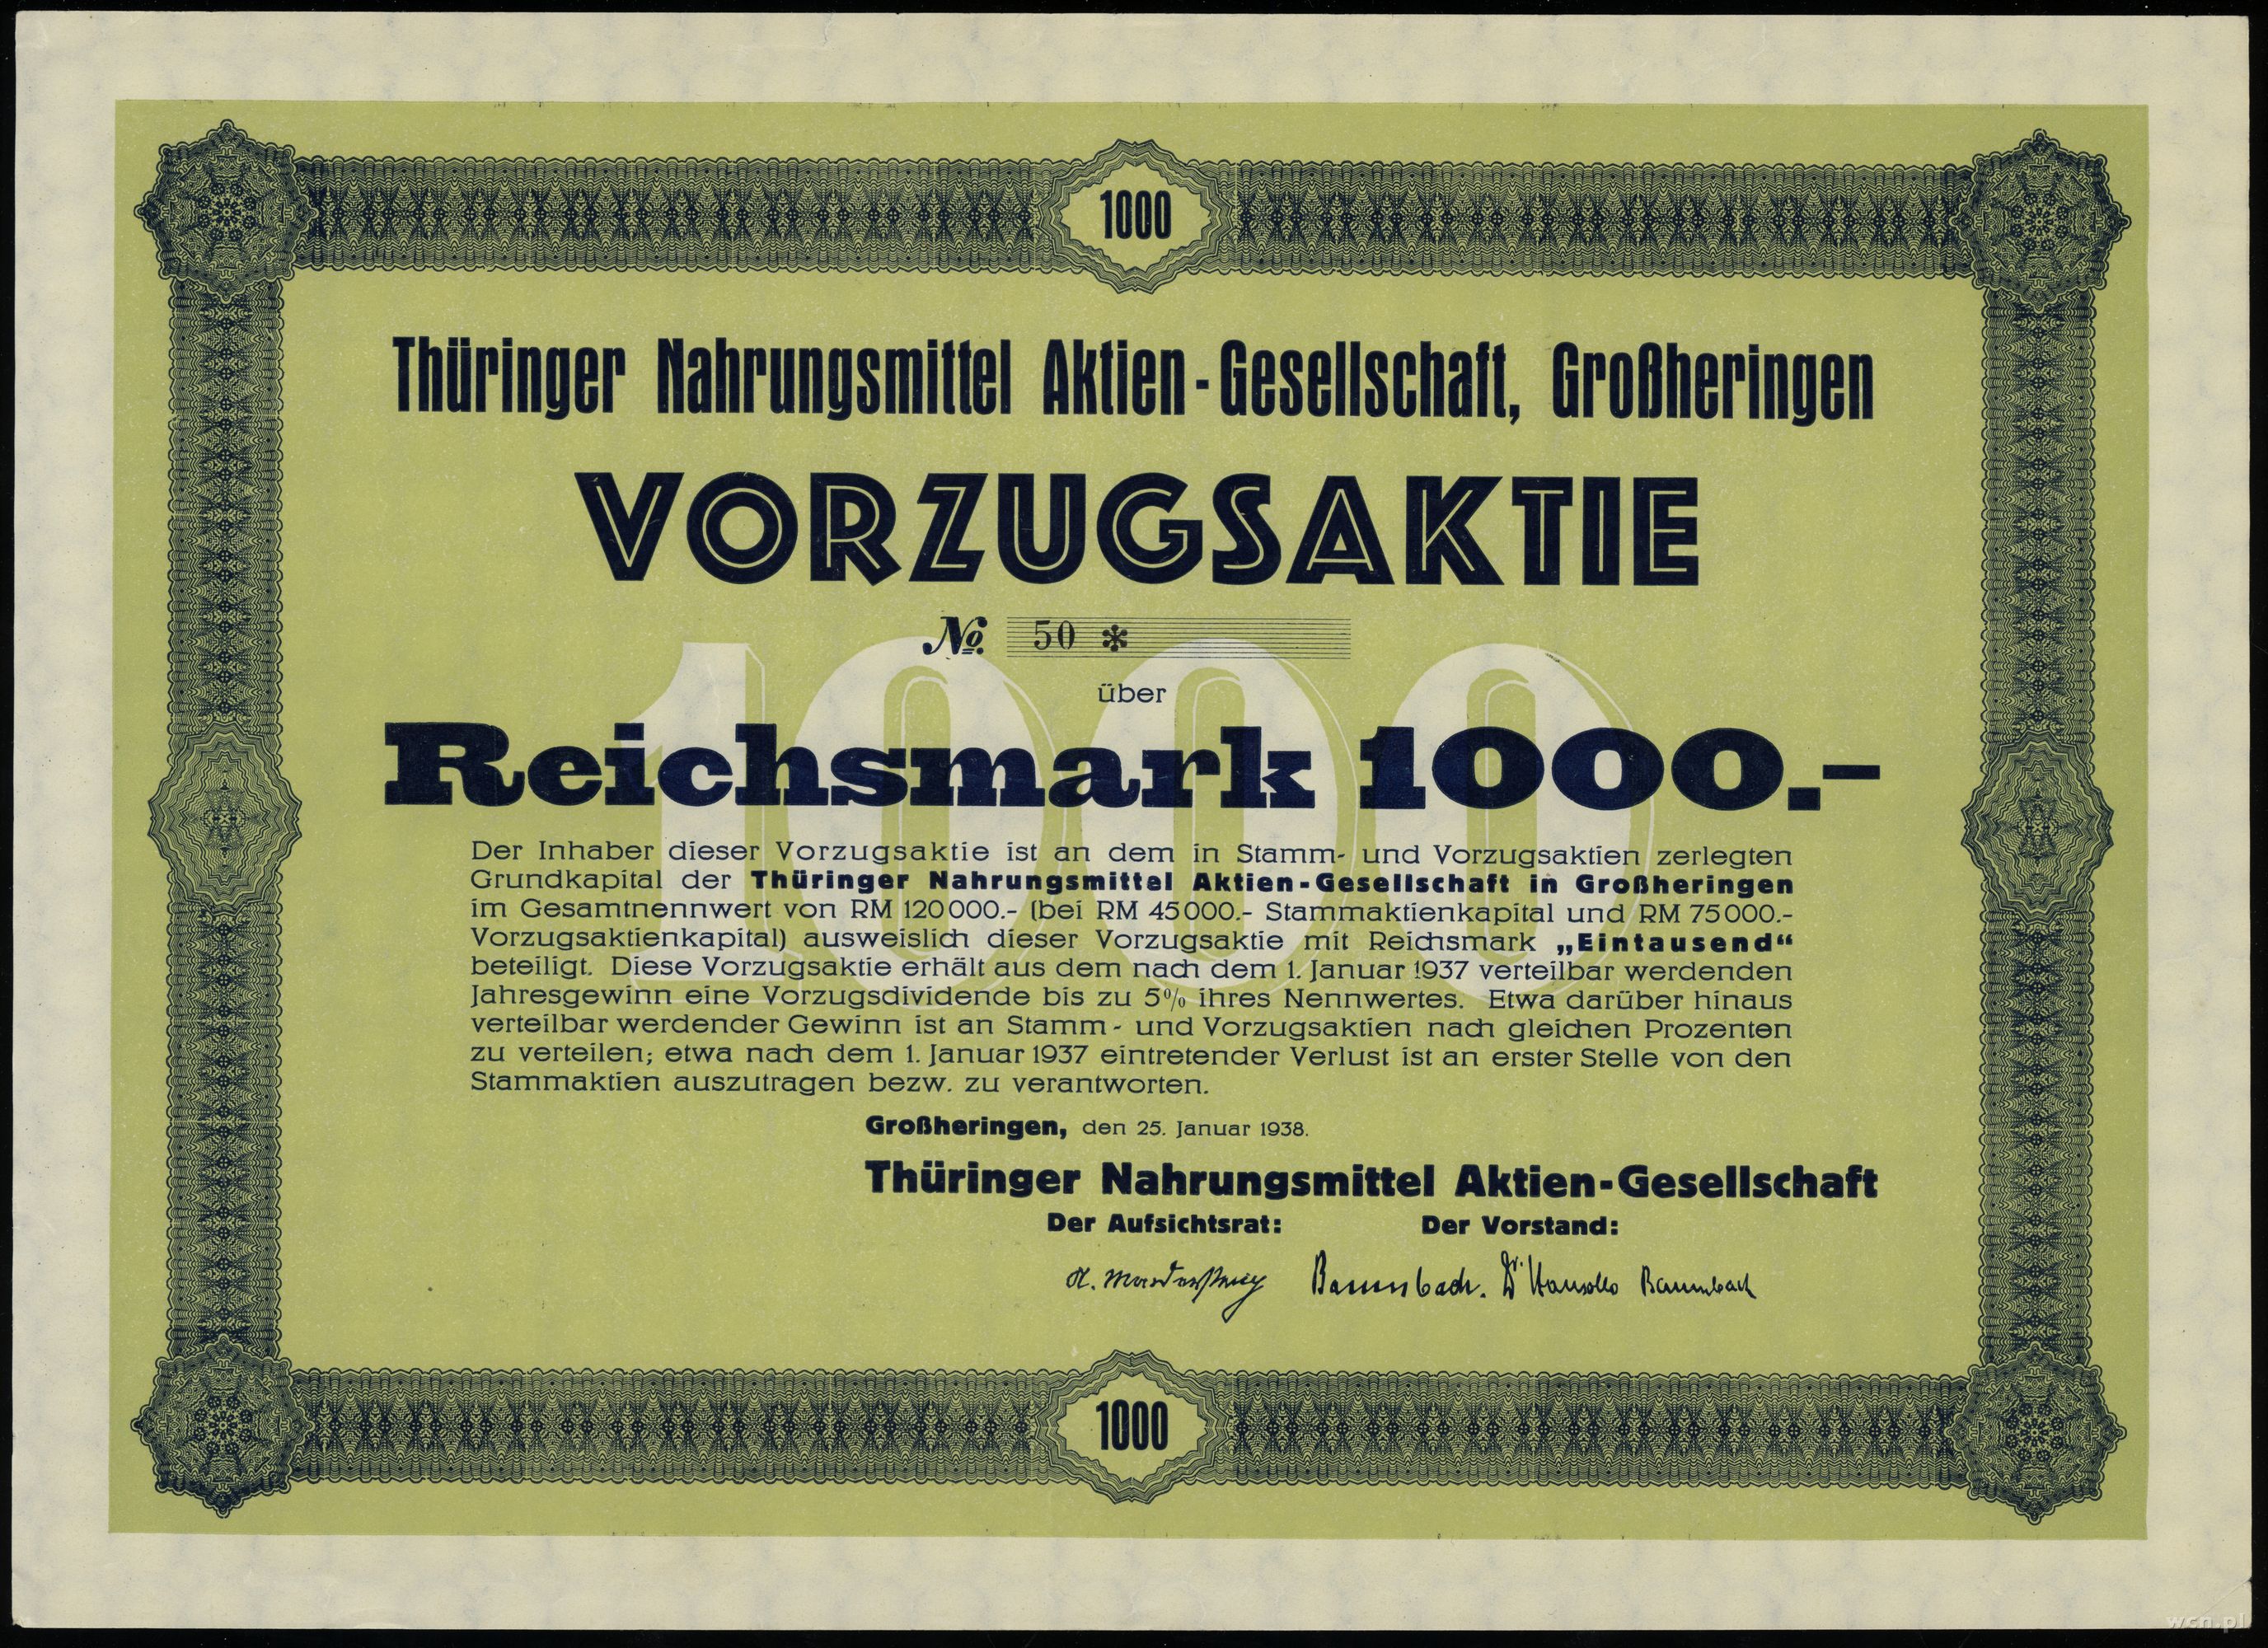 1000
Thüringer Nahrungsmittel Aktien-Gesellschaft, Großheringen
VORZUGSAKTIE
No. 50 *
1000
über
Reichsmark 1000.-
Der Inhaber dieser Vorzugsaktie ist an dem in Stamm- und Vorzugsaktien zerlegten
Grundkapital der Thüringer Nahrungsmittel Aktien-Gesellschaft in Großheringen
im Gesamtnennwert von RM 120000.- (bei RM 45000.- Stammaktienkapital und RM 75000.-
Vorzugsaktienkapital) ausweislich dieser Vorzugsaktie mit Reichsmark „Eintausend“
beteiligt. Diese Vorzugsaktie erhält aus dem nach dem 1. Januar 1937 verteilbar werdenden
Jahresgewinn eine Vorzugsdividende bis zu 5% ihres Nennwertes. Etwa darüber hinaus
verteilbar werdender Gewinn ist an Stamm- und Vorzugsaktien nach gleichen Prozenten
zu verteilen; etwa nach dem 1. Januar 1937 eintretender Verlust ist an erster Stelle von den
Stammaktien auszutragen bezw. zu verantworten.
Großheringen, den 25. Januar 1938.
Thüringer Nahrungsmittel Aktien-Gesellschaft
Der Aufsichtsrat: Der Vorstand:
Baumbach. Dr. Baumbach
1000
wcn.pl